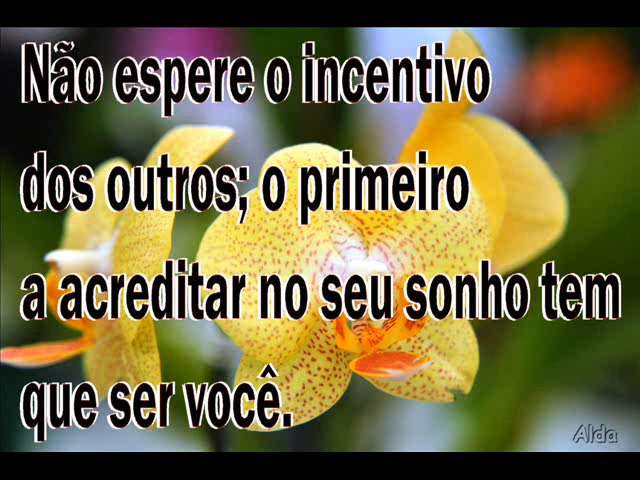 Não espere o incentivo
dos outros; o primeiro
a acreditar no seu sonho tem
que ser você.
Alda